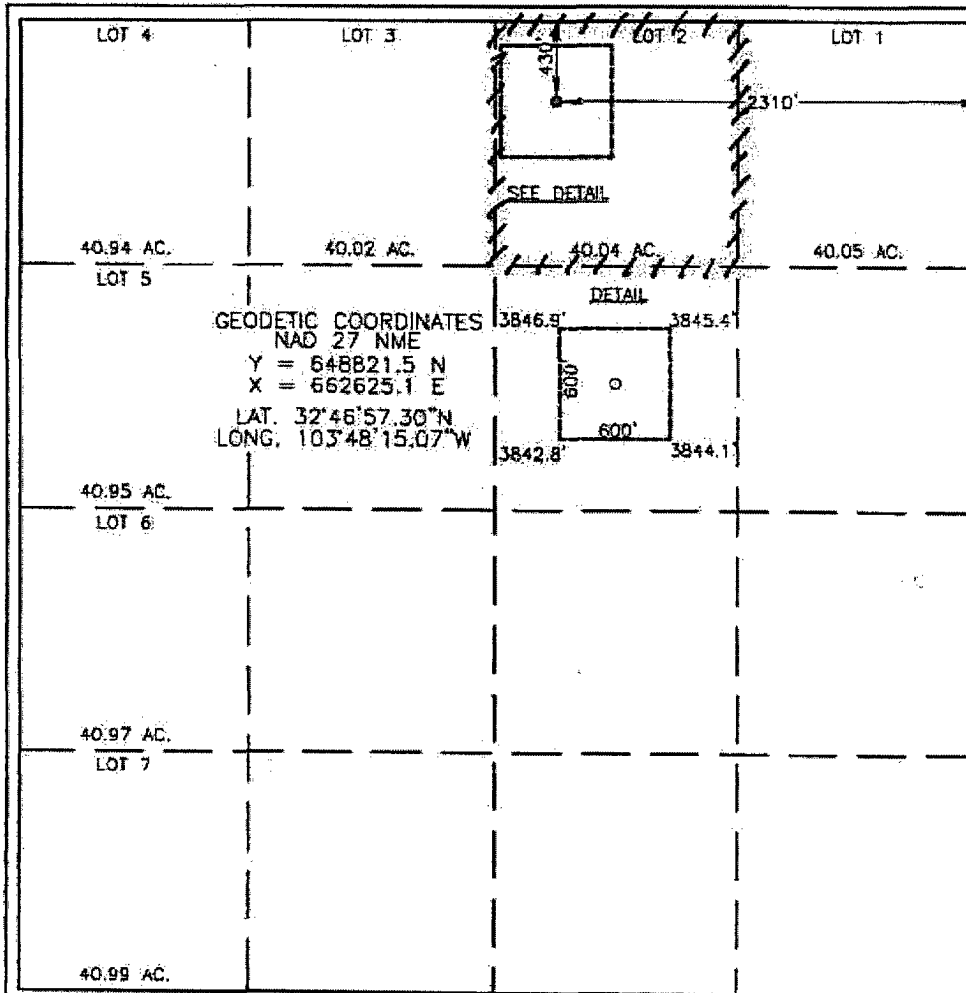 LOT 4
LOT 3
LOT 2
LOT 1
430'
2310'
SEE DETAIL
40.94 AC.
40.02 AC.
40.04 AC.
40.05 AC.
LOT 5
DETAIL
GEODETIC COORDINATES
NAD 27 NME
Y = 648821.5 N
X = 662625.1 E
LAT. 32°46'57.30"N
LONG. 103°48'15.07"W
3846.9'
3845.4'
600'
600'
3842.8'
3844.1'
40.95 AC.
LOT 6
40.97 AC.
LOT 7
40.99 AC.